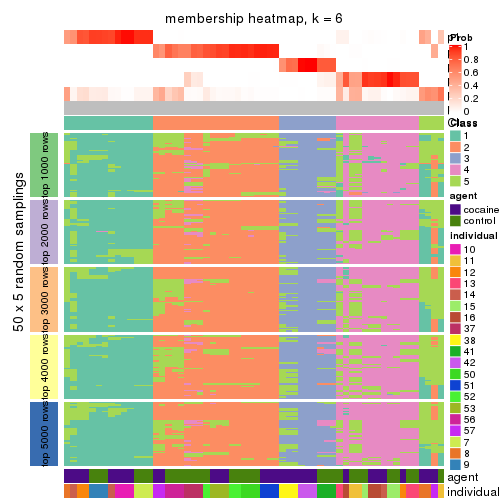 membership heatmap, k = 6
Prob
1
0.8
0.6
0.4
0.2
0
Class
1
2
3
4
5
agent
cocaine
control
individual
10
11
12
13
14
15
16
37
38
41
42
50
51
52
53
56
57
7
8
9
50 x 5 random samplings
top 1000 rows
top 2000 rows
top 3000 rows
top 4000 rows
top 5000 rows
agent
individual